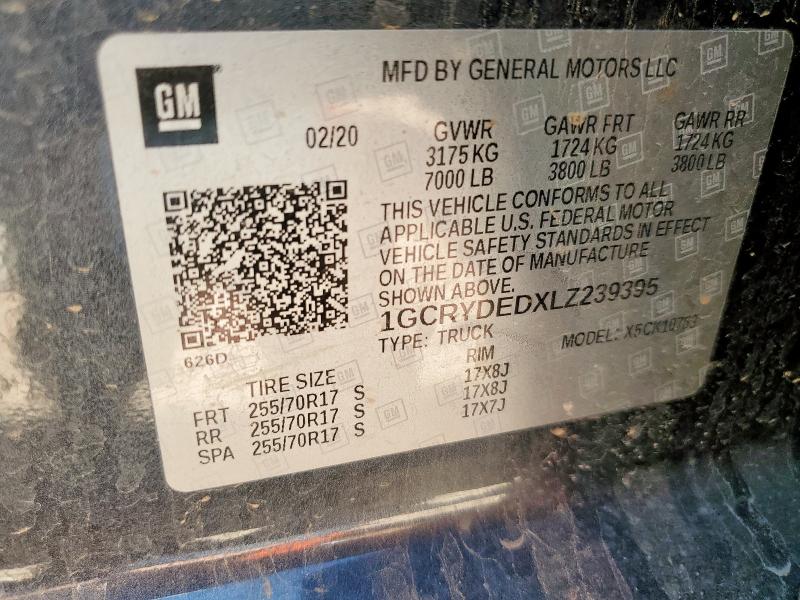 GM
MFD BY GENERAL MOTORS LLC
02/20
GVWR GAWR FRT GAWR RR
3175 KG 1724 KG 1724 KG
7000 LB 3800 LB 3800 LB
THIS VEHICLE CONFORMS TO ALL
APPLICABLE U.S. FEDERAL MOTOR
VEHICLE SAFETY STANDARDS IN EFFECT
ON THE DATE OF MANUFACTURE
SHOWN ABOVE.
1GCRYDEDXLZ239395
626D
TYPE: TRUCK MODEL: X5CK10753
TIRE SIZE RIM
FRT 255/70R17 S 17X8J
RR 255/70R17 S 17X8J
SPA 255/70R17 S 17X7J